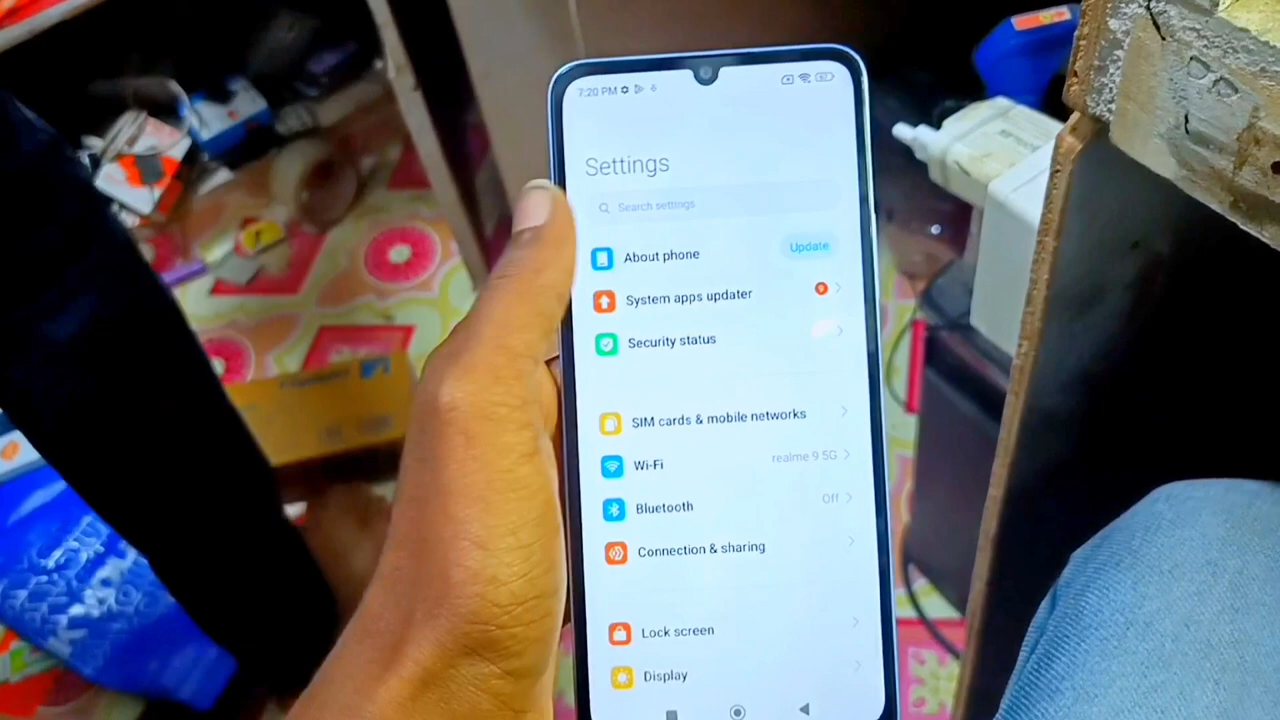 7:20 PM
Settings
Search settings
About phone
Update
System apps updater
9
Security status
SIM cards & mobile networks
Wi-Fi
realme 9 5G
Bluetooth
Off
Connection & sharing
Lock screen
Display